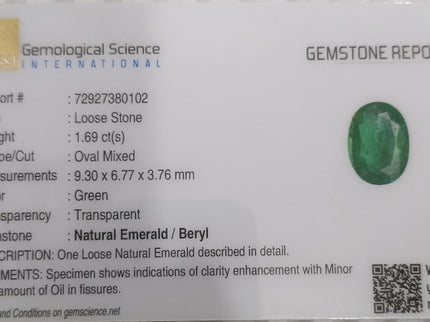 Gemological Science
INTERNATIONAL
GEMSTONE REPO
ort # : 72927380102
: Loose Stone
ght : 1.69 ct(s)
pe/Cut : Oval Mixed
surements : 9.30 x 6.77 x 3.76 mm
or : Green
sparency : Transparent
stone : Natural Emerald / Beryl
CRIPTION: One Loose Natural Emerald described in detail.
MENTS: Specimen shows indications of clarity enhancement with Minor
amount of Oil in fissures.
and Conditions on gemscience.net